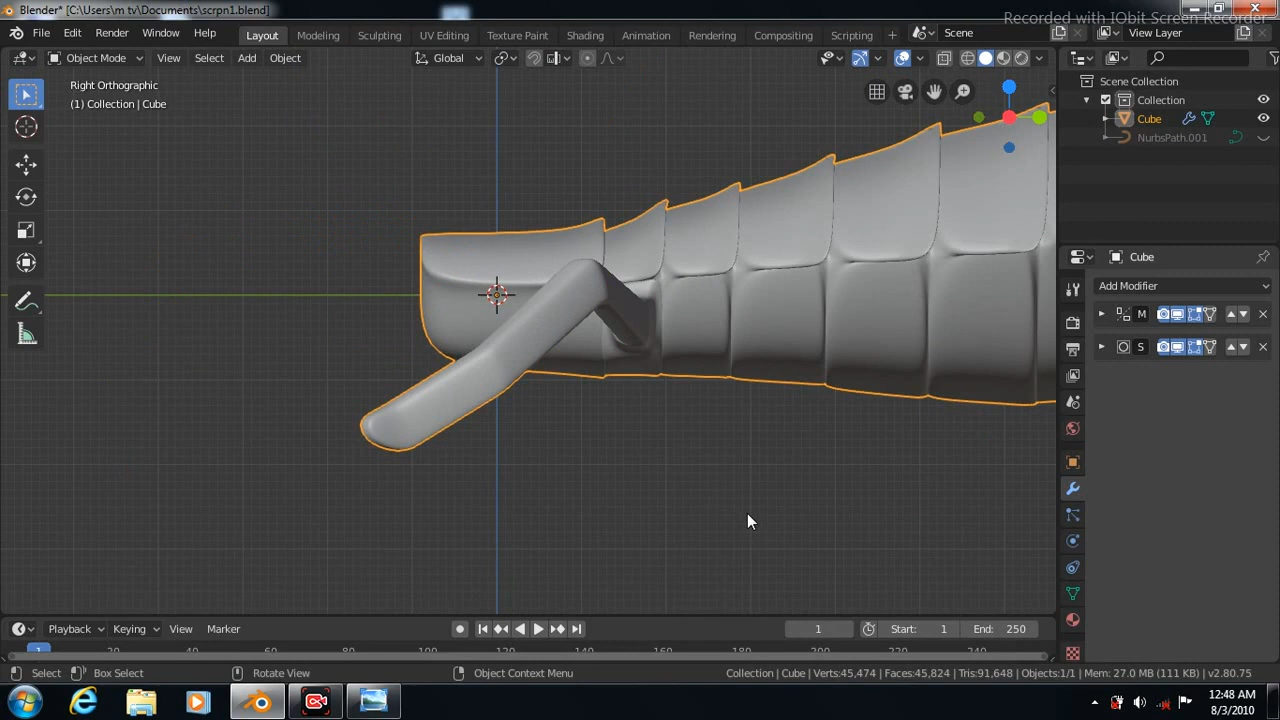 Blender* [C:\Users\m tv\Documents\scrpn1.blend]
Recorded with IObit Screen Recorder
File Edit Render Window Help
Layout Modeling Sculpting UV Editing Texture Paint Shading Animation Rendering Compositing Scripting
Scene
View Layer
Object Mode View Select Add Object
Global
Right Orthographic
(1) Collection | Cube
Scene Collection
Collection
Cube
NurbsPath.001
Cube
Add Modifier
M
S
Playback Keying View Marker
1
Start: 1
End: 250
1 20 80 100 120 140 160 180 200 220 240
Select Box Select Rotate View Object Context Menu
Collection | Cube | Verts:45,474 | Faces:45,824 | Tris:91,648 | Objects:1/1 | Mem: 27.0 MB (111 KB) | v2.80.75
12:48 AM
8/3/2010